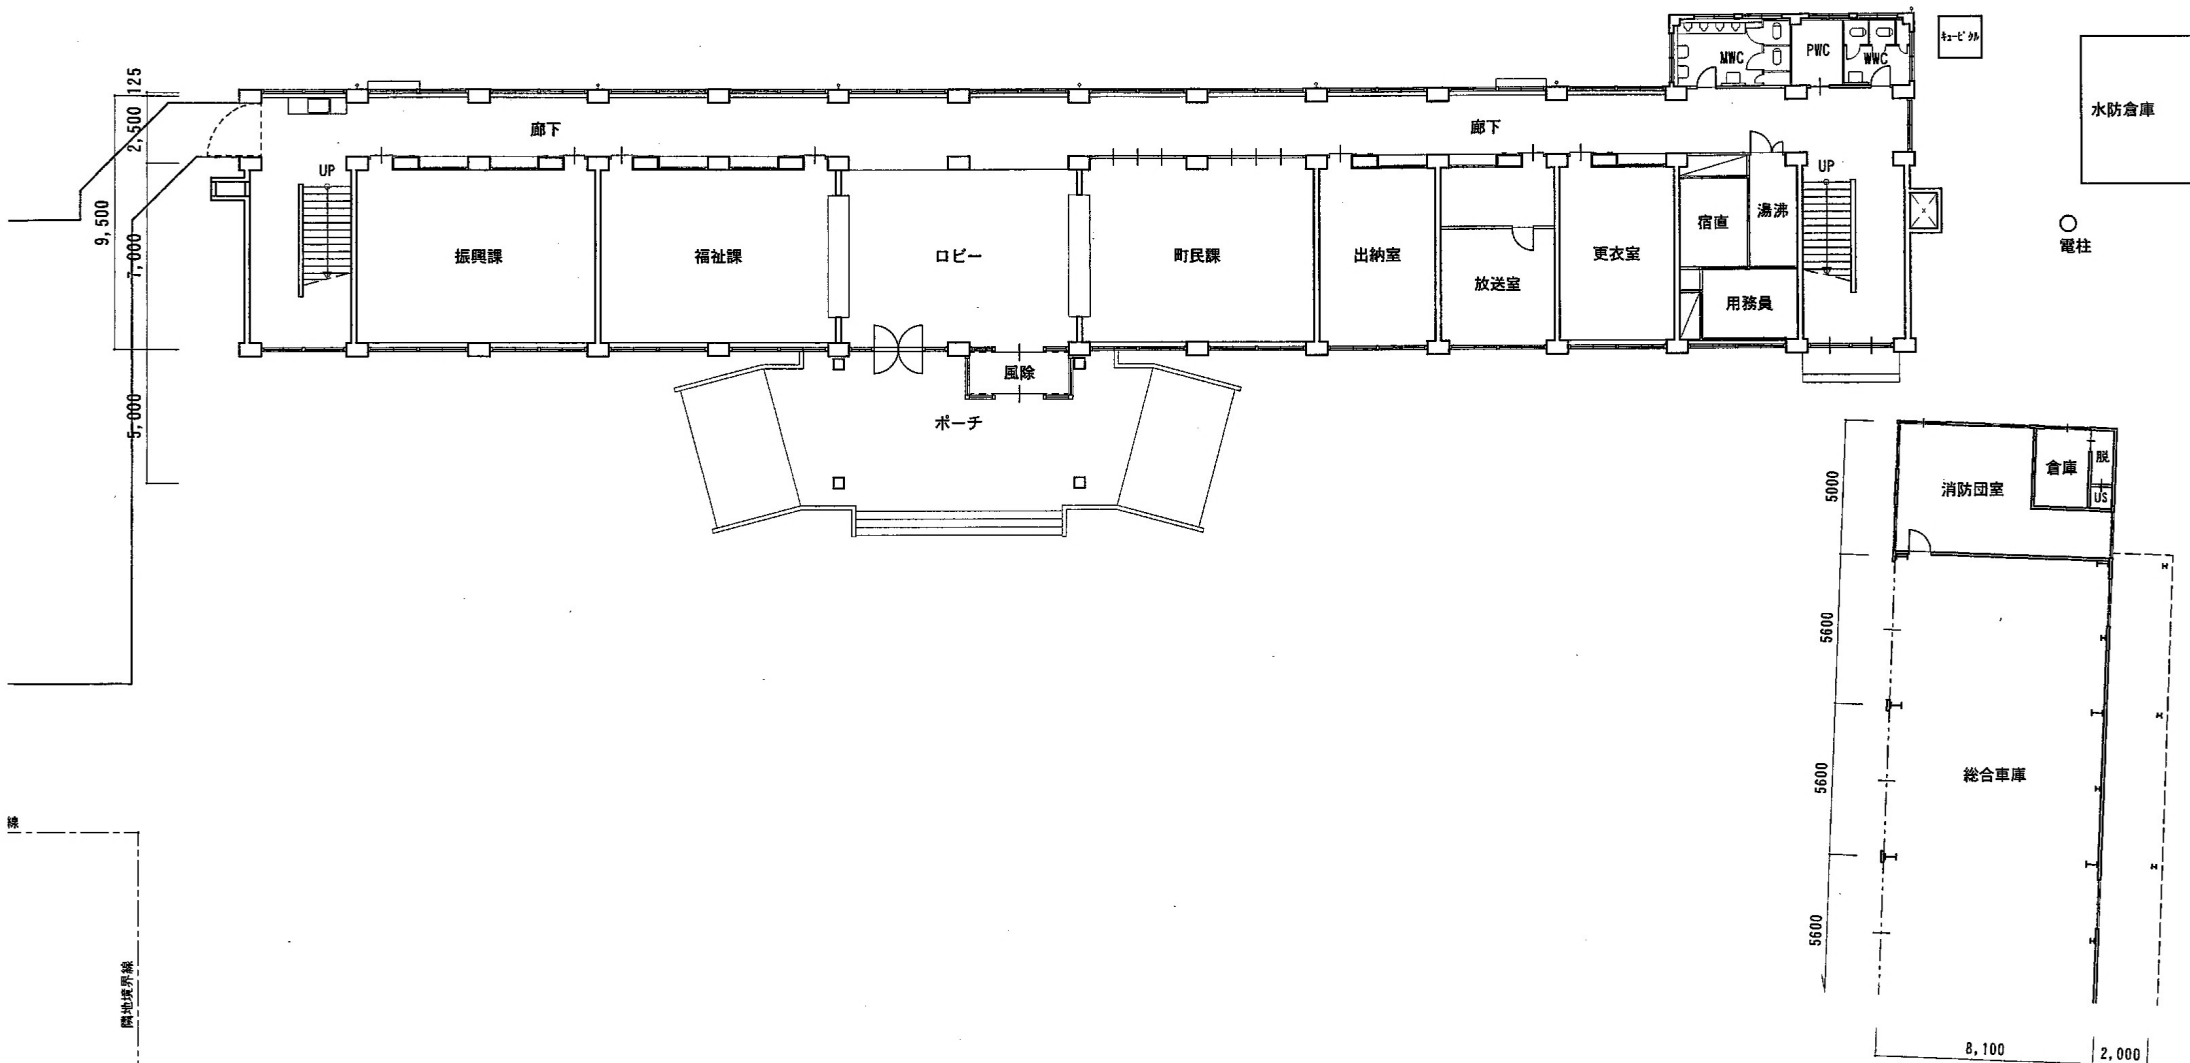 MWC
PWC
WWC
キュービクル
水防倉庫
125
2,500
9,500
7,000
5,000
廊下
廊下
UP
UP
振興課
福祉課
ロビー
町民課
出納室
放送室
更衣室
宿直
湯沸
用務員
電柱
風除
ポーチ
消防団室
倉庫
脱
US
5000
5600
5600
5600
総合車庫
線
隣地境界線
8,100
2,000